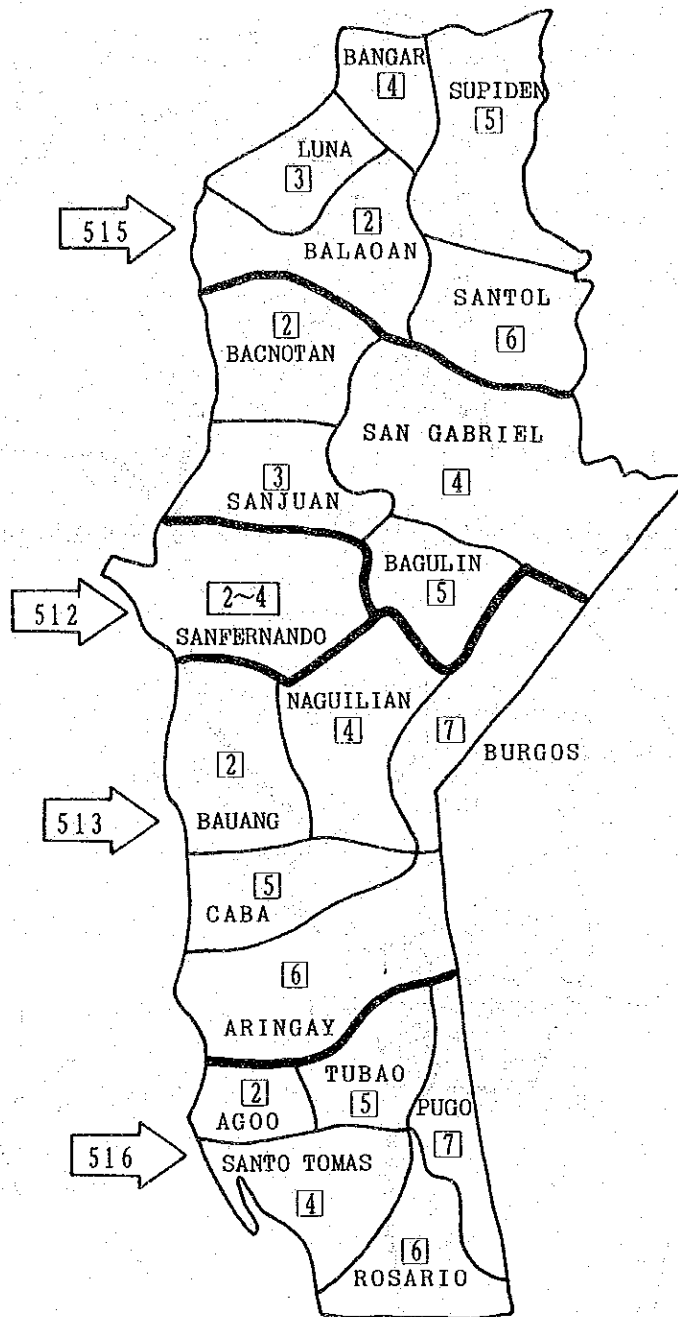 BANGAR
4
SUPIDEN
5
LUNA
3
515
2
BALAOAN
SANTOL
6
2
BACNOTAN
SAN GABRIEL
4
3
SANJUAN
BAGULIN
5
512
2~4
SANFERNANDO
NAGUILIAN
4
7
BURGOS
2
513
BAUANG
5
CABA
6
ARINGAY
TUBAO
5
2
AGOO
PUGO
7
516
SANTO TOMAS
4
6
ROSARIO